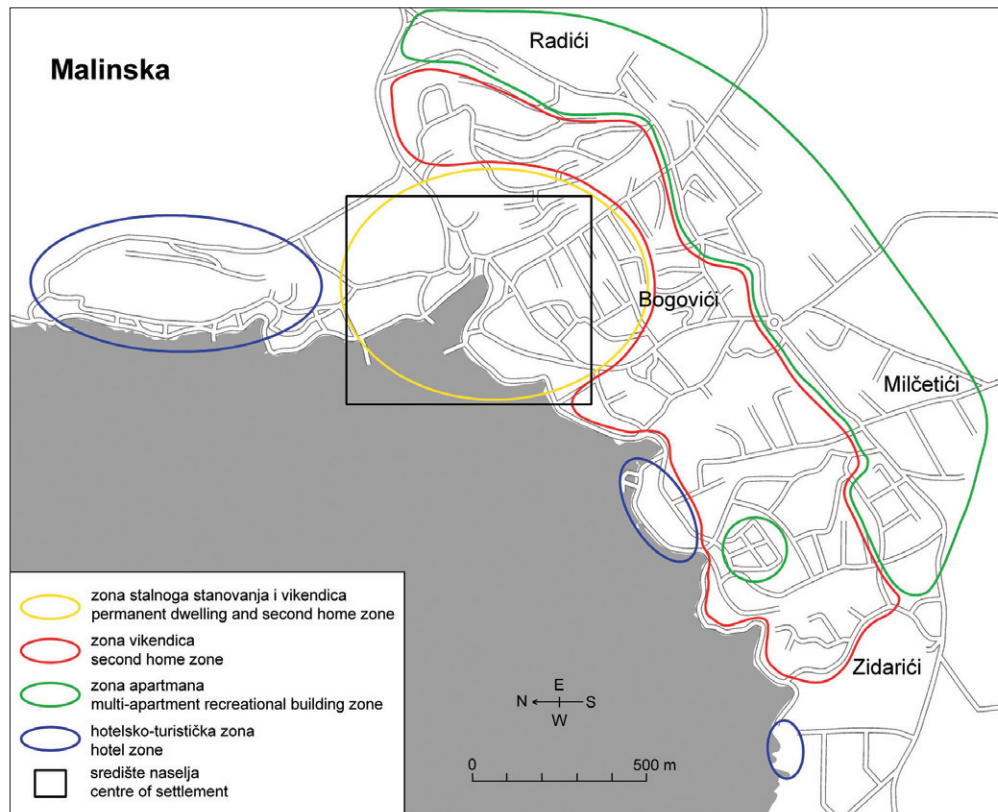 Malinska
Radići
Bogovići
Milčetići
Zidarići
zona stalnoga stanovanja i vikendica
permanent dwelling and second home zone
zona vikendica
second home zone
zona apartmana
multi-apartment recreational building zone
hotelsko-turistička zona
hotel zone
središte naselja
centre of settlement
E
N S
W
0 500 m